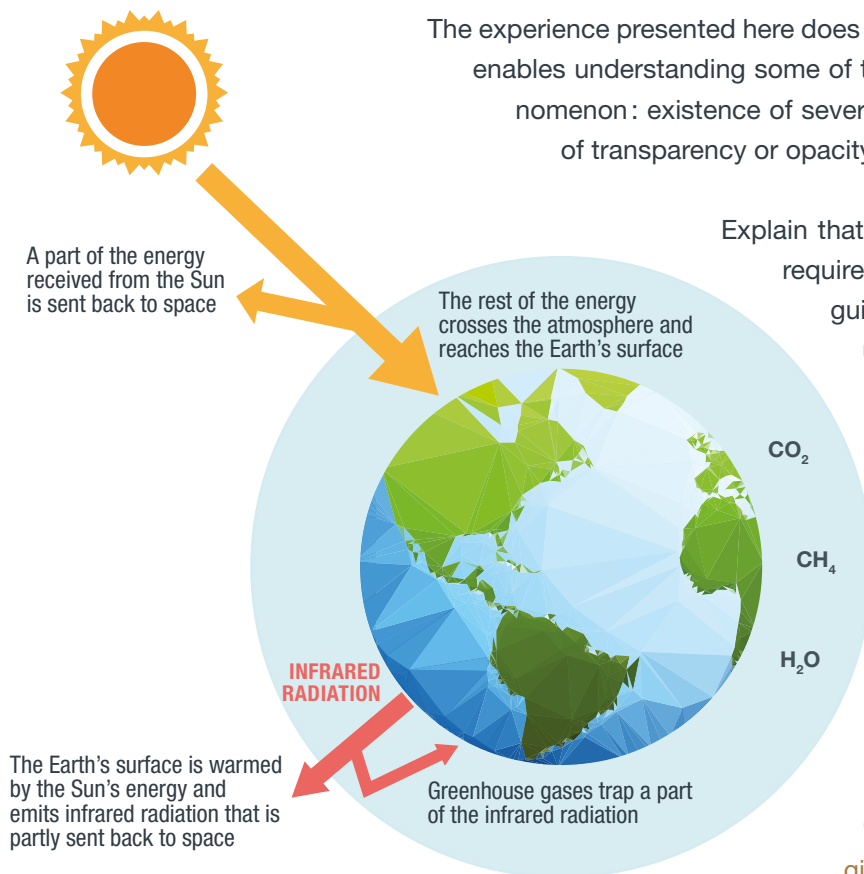 The experience presented here does
enables understanding some of
nomenon: existence of sever
of transparency or opacity
Explain that
require
gui
A part of the energy
received from the Sun
is sent back to space
The rest of the energy
crosses the atmosphere and
reaches the Earth's surface
CO₂
CH₄
H₂O
INFRARED
RADIATION
The Earth's surface is warmed
by the Sun's energy and
emits infrared radiation that is
partly sent back to space
Greenhouse gases trap a part
of the infrared radiation
gi